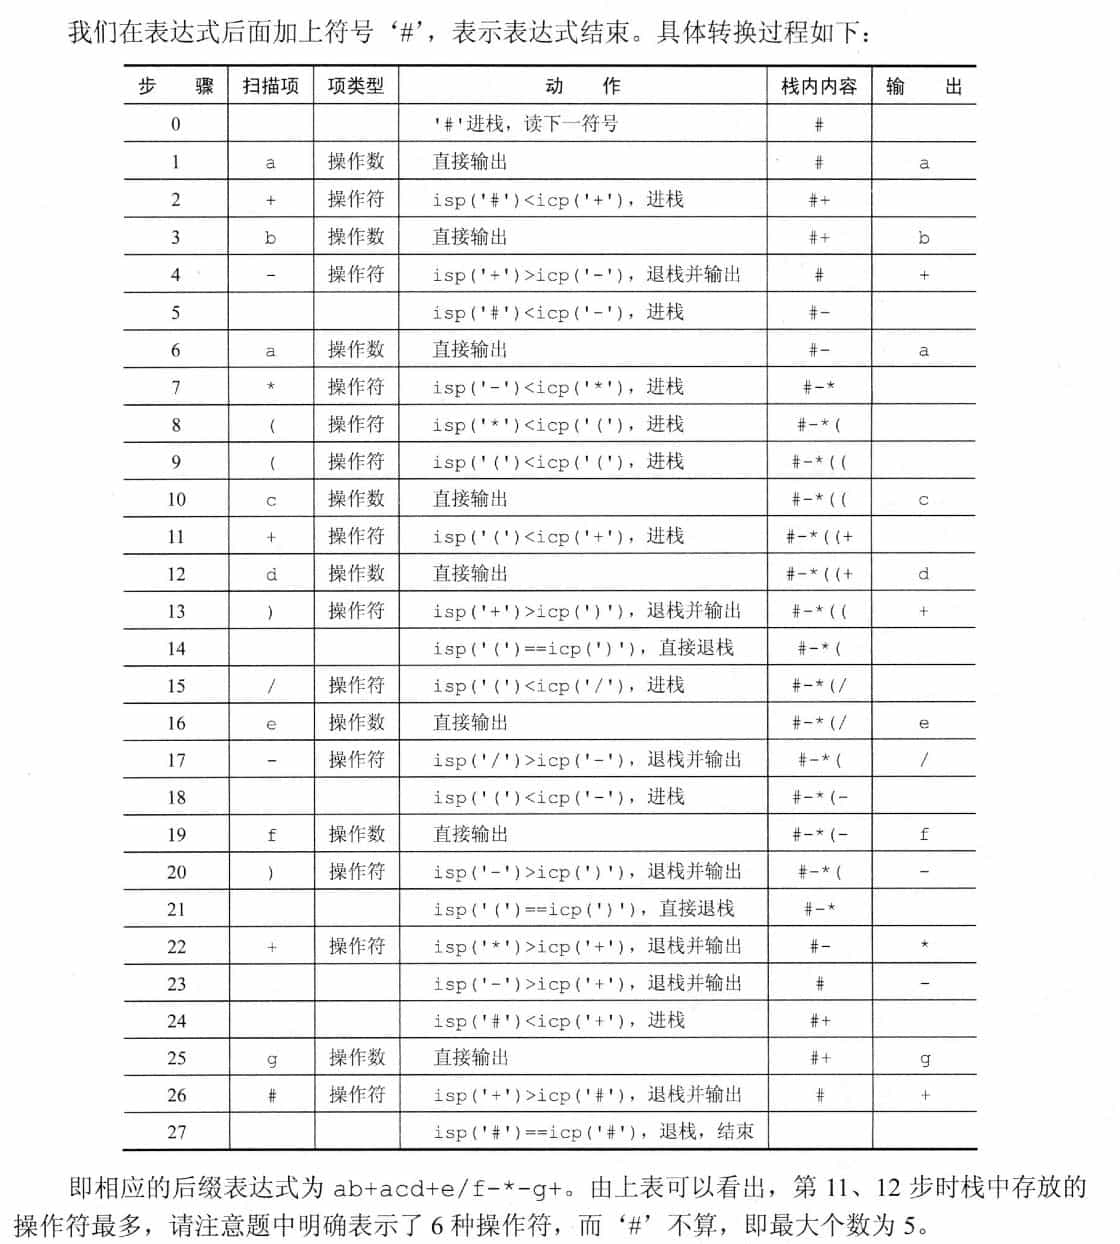 我们在表达式后面加上符号‘#’，表示表达式结束。具体转换过程如下：
步 骤 扫描项 项类型 动 作 栈内内容 输 出
0 '#'进栈，读下一符号 #
1 a 操作数 直接输出 # a
2 + 操作符 isp('#')<icp('+')，进栈 #+
3 b 操作数 直接输出 #+ b
4 - 操作符 isp('+')>icp('-')，退栈并输出 # +
5 isp('#')<icp('-')，进栈 #-
6 a 操作数 直接输出 #- a
7 * 操作符 isp('-')<icp('*')，进栈 #-*
8 ( 操作符 isp('*')<icp('(')，进栈 #-*(
9 ( 操作符 isp('(')<icp('(')，进栈 #-*((
10 c 操作数 直接输出 #-*(( c
11 + 操作符 isp('(')<icp('+')，进栈 #-*((+
12 d 操作数 直接输出 #-*((+ d
13 ) 操作符 isp('+')>icp(')')，退栈并输出 #-*(( +
14 isp('(')==icp(')')，直接退栈 #-*(
15 / 操作符 isp('(')<icp('/')，进栈 #-*(/
16 e 操作数 直接输出 #-*(/ e
17 - 操作符 isp('/')>icp('-')，退栈并输出 #-*( /
18 isp('(')<icp('-')，进栈 #-*(-
19 f 操作数 直接输出 #-*(- f
20 ) 操作符 isp('-')>icp(')')，退栈并输出 #-*( -
21 isp('(')==icp(')')，直接退栈 #-*
22 + 操作符 isp('*')>icp('+')，退栈并输出 #- *
23 isp('-')>icp('+')，退栈并输出 # -
24 isp('#')<icp('+')，进栈 #+
25 g 操作数 直接输出 #+ g
26 # 操作符 isp('+')>icp('#')，退栈并输出 # +
27 isp('#')==icp('#')，退栈，结束
即相应的后缀表达式为 ab+acd+e/f-*-g+。由上表可以看出，第 11、12 步时栈中存放的
操作符最多，请注意题中明确表示了 6 种操作符，而‘#’不算，即最大个数为 5。